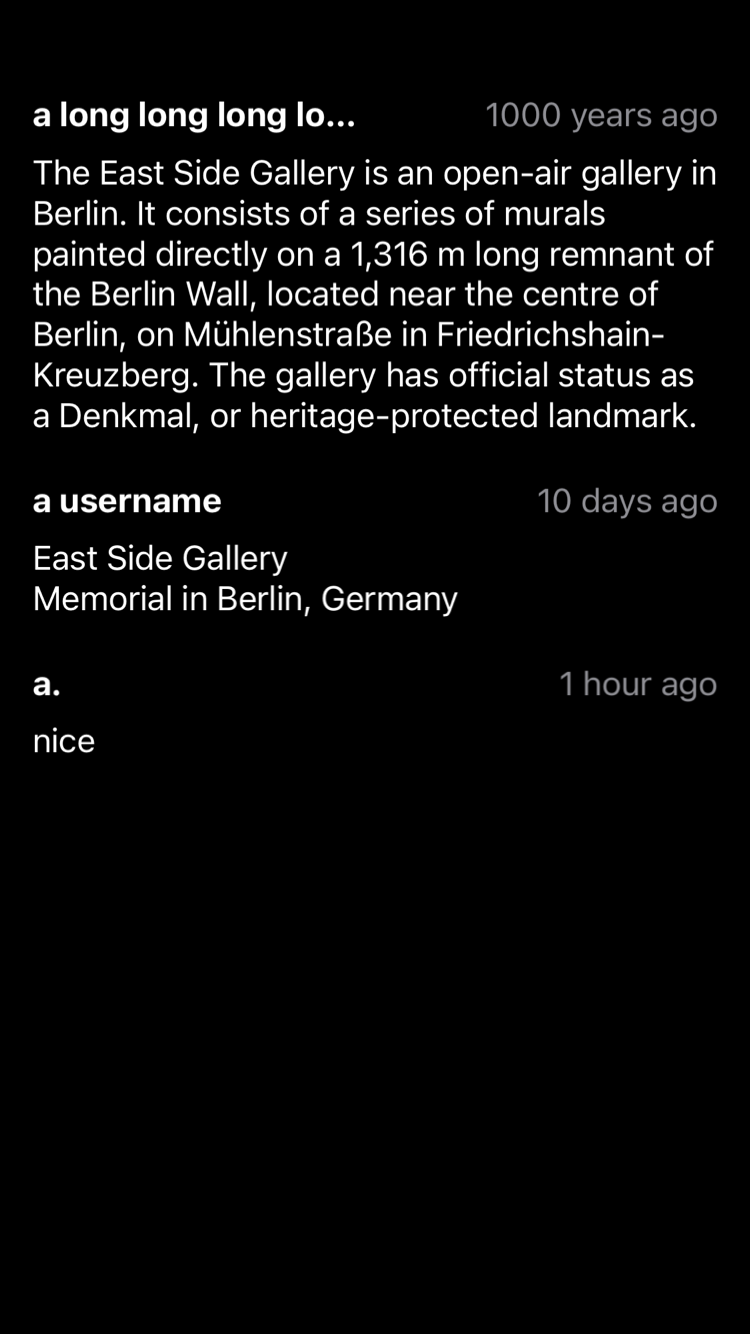 a long long long lo...
1000 years ago
The East Side Gallery is an open-air gallery in
Berlin. It consists of a series of murals
painted directly on a 1,316 m long remnant of
the Berlin Wall, located near the centre of
Berlin, on Mühlenstraße in Friedrichshain-
Kreuzberg. The gallery has official status as
a Denkmal, or heritage-protected landmark.
a username
10 days ago
East Side Gallery
Memorial in Berlin, Germany
a.
1 hour ago
nice